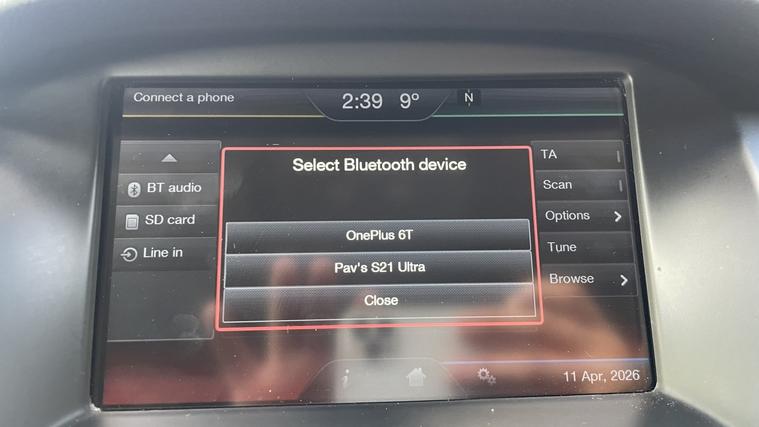 Connect a phone
2:39 9° N
Select Bluetooth device
TA
BT audio
Scan
SD card
Options
OnePlus 6T
Line in
Tune
Pav's S21 Ultra
Browse
Close
11 Apr, 2026